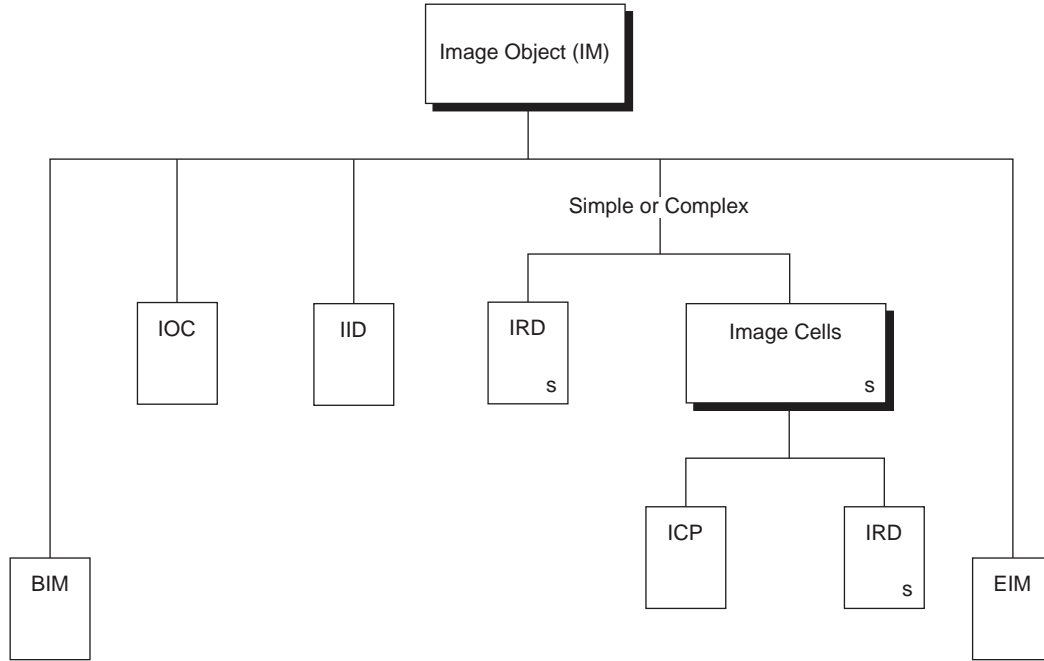 Image Object (IM)
Simple or Complex
IOC
IID
IRD
s
Image Cells
s
ICP
IRD
s
BIM
EIM